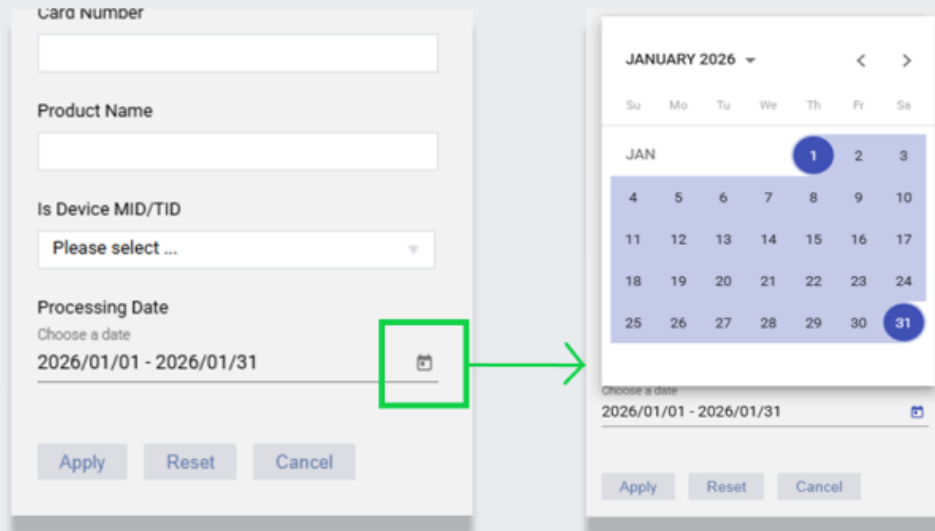 Card Number
Product Name
Is Device MID/TID
Please select ...
Processing Date
Choose a date
2026/01/01 - 2026/01/31
Apply Reset Cancel
JANUARY 2026
Su Mo Tu We Th Fr Sa
JAN 1 2 3
4 5 6 7 8 9 10
11 12 13 14 15 16 17
18 19 20 21 22 23 24
25 26 27 28 29 30 31
Choose a date
2026/01/01 - 2026/01/31
Apply Reset Cancel